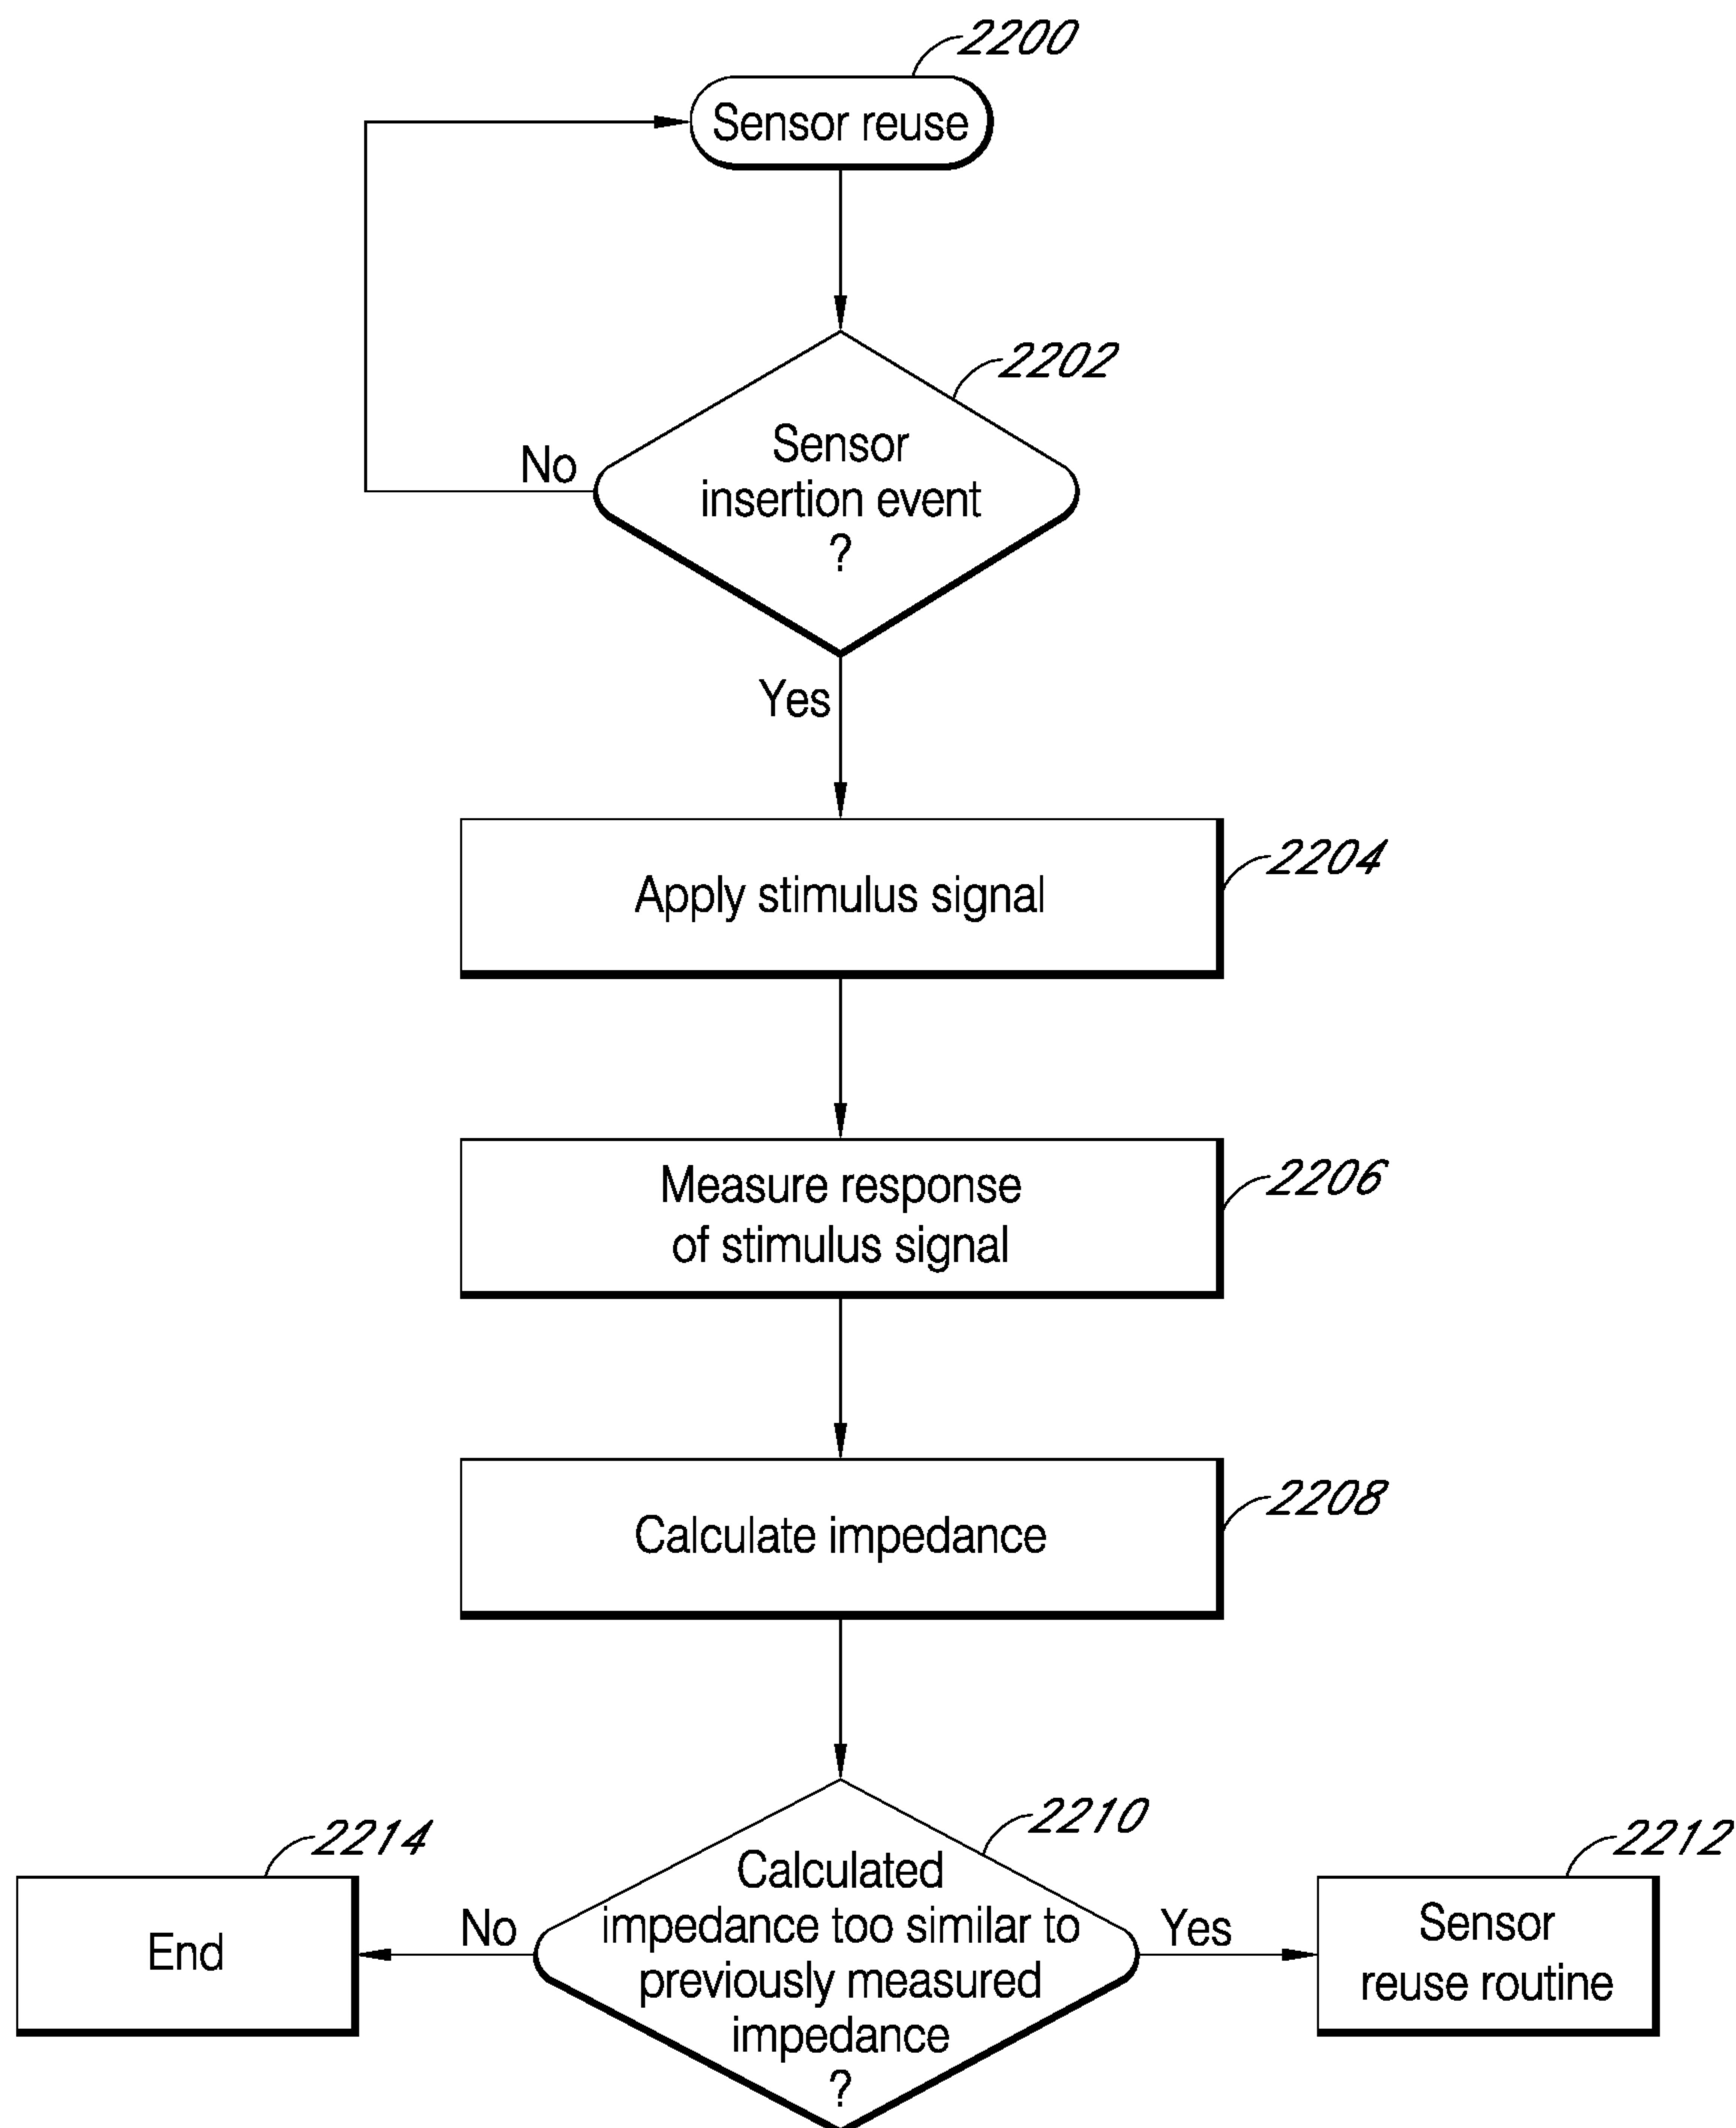 2200
Sensor reuse
2202
Sensor
insertion event
?
No
Yes
2204
Apply stimulus signal
2206
Measure response
of stimulus signal
2208
Calculate impedance
2210
Calculated
impedance too similar to
previously measured
impedance
?
No
Yes
2214
End
2212
Sensor
reuse routine